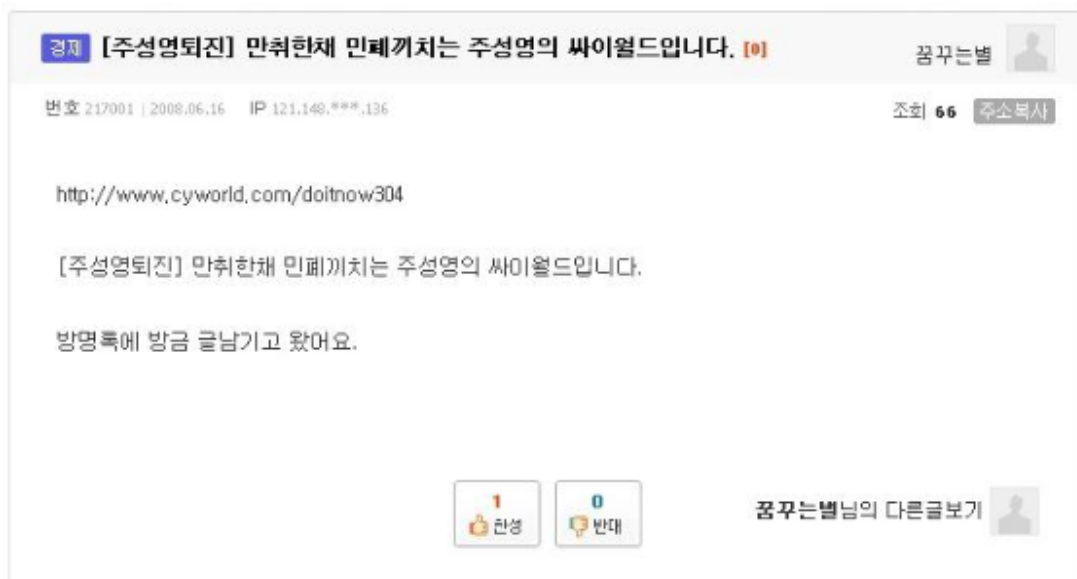 경제 [주성영퇴진] 만취한채 민폐끼치는 주성영의 싸이월드입니다. [0] 꿈꾸는별
번호 217001 | 2008.06.16 IP 121.148.***.136 조회 66 주소복사
http://www.cyworld.com/doitnow304
[주성영퇴진] 만취한채 민폐끼치는 주성영의 싸이월드입니다.
방명록에 방금 글남기고 왔어요.
1 0
찬성 반대 꿈꾸는별님의 다른글보기